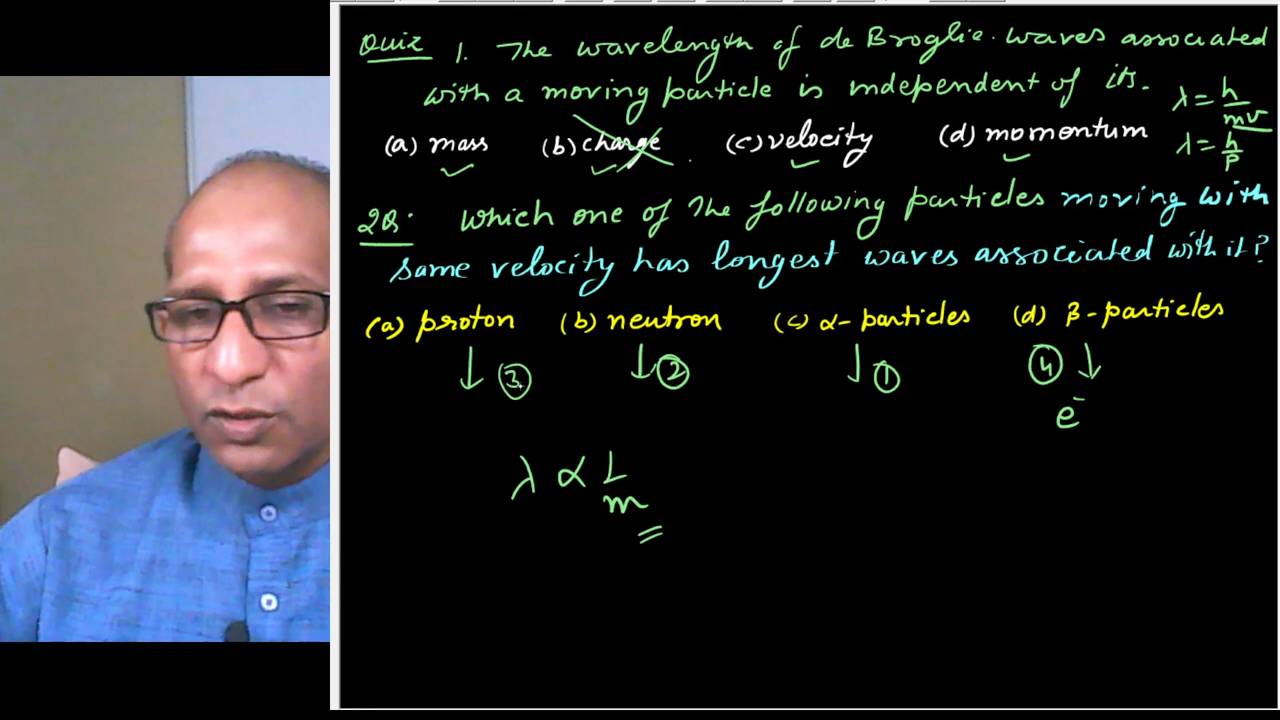 Quiz 1. The wavelength of de Broglie waves associated
with a moving particle is independent of its.
λ = h/mv
(a) mass (b) charge (c) velocity (d) momentum
λ = h/p
2Q. Which one of the following particles moving with
same velocity has longest waves associated with it?
(a) proton (b) neutron (c) α-particles (d) β-particles
↓ 3 ↓ 2 ↓ 1 4 ↓
e⁻
λ ∝ 1/m